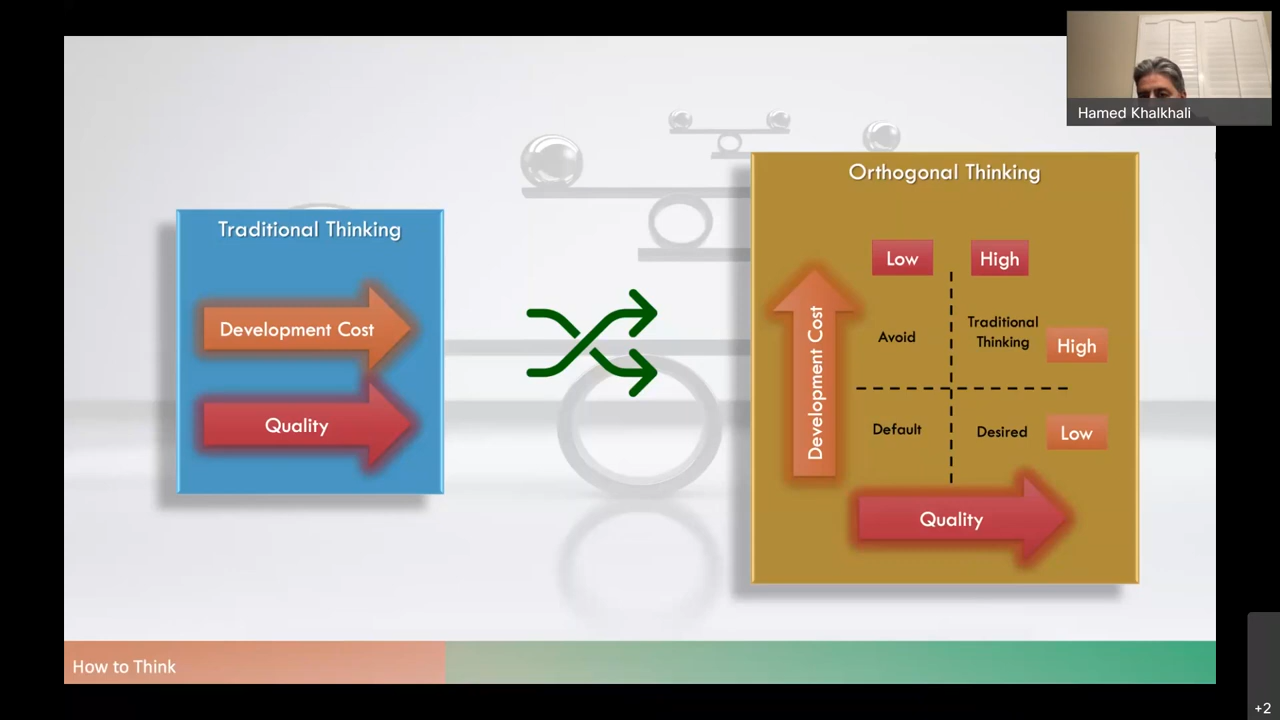 Hamed Khalkhali
Traditional Thinking
Development Cost
Quality
Orthogonal Thinking
Low
High
Development Cost
Avoid
Traditional
Thinking
High
Default
Desired
Low
Quality
How to Think
+2